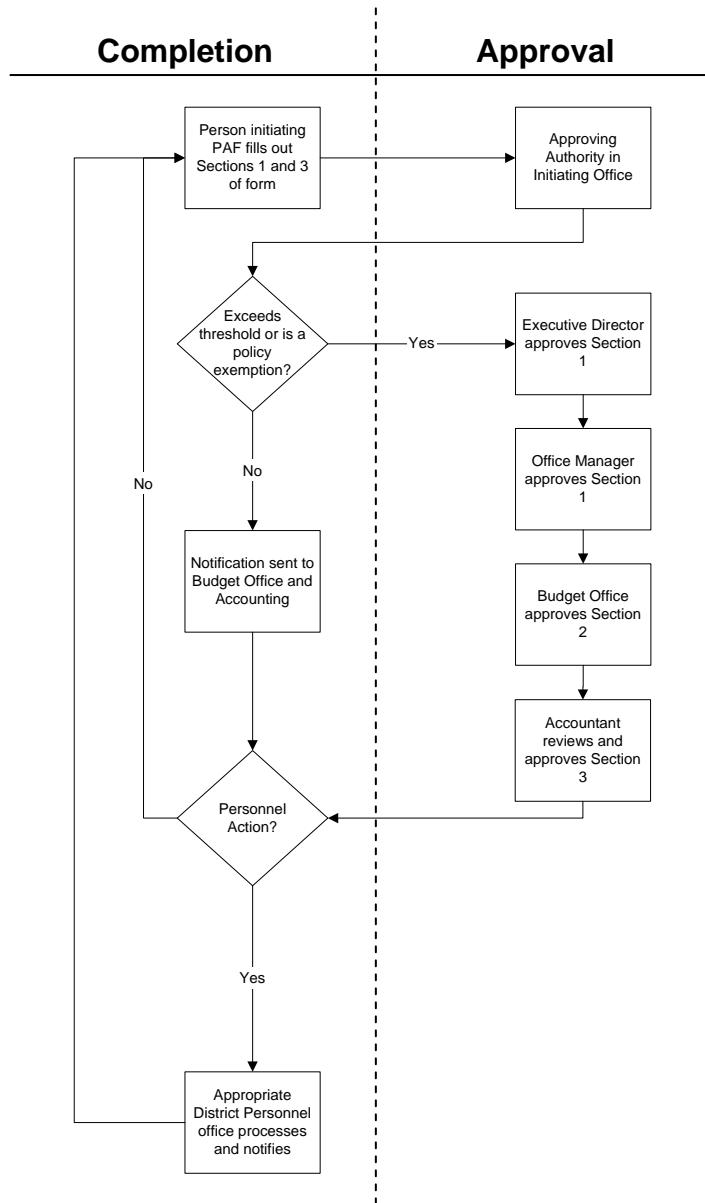 Completion
Approval
Person initiating
PAF fills out
Sections 1 and 3
of form
Approving
Authority in
Initiating Office
Exceeds
threshold or is a
policy
exemption?
Yes
Executive Director
approves Section
1
No
No
Office Manager
approves Section
1
Notification sent to
Budget Office and
Accounting
Budget Office
approves Section
2
Accountant
reviews and
approves Section
3
Personnel
Action?
Yes
Appropriate
District Personnel
office processes
and notifies